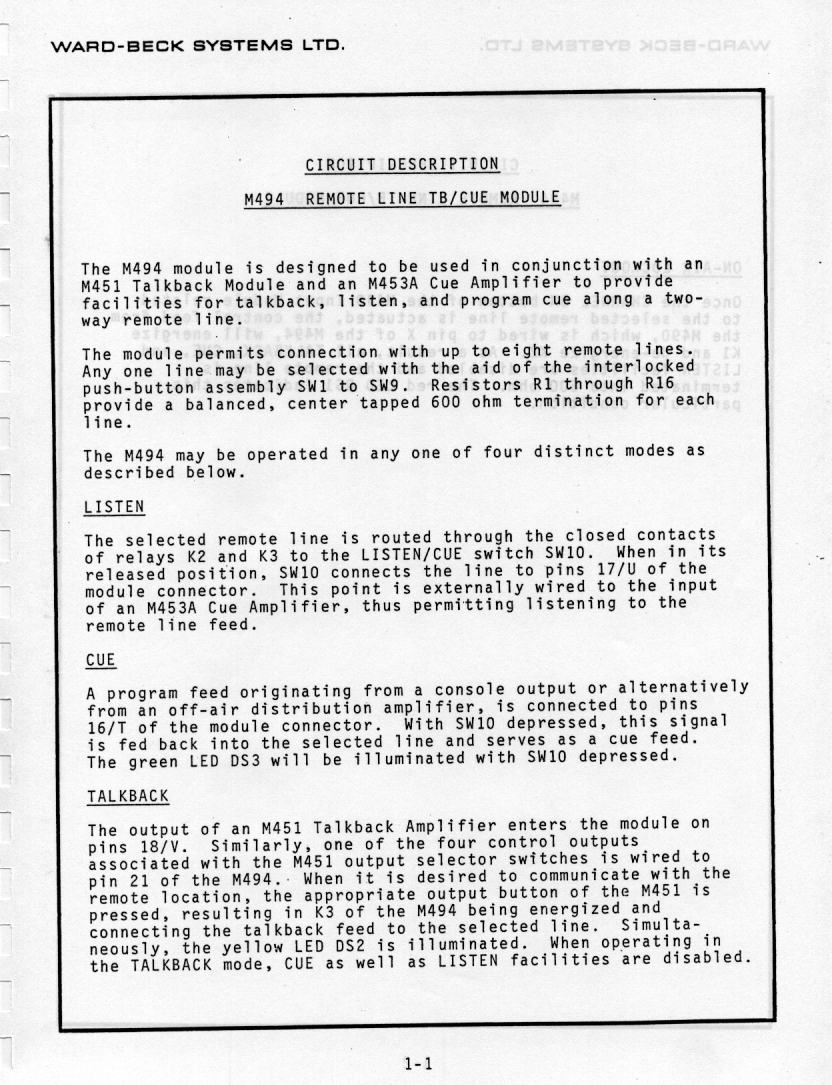 WARD-BECK SYSTEMS LTD.
CIRCUIT DESCRIPTION
M494 REMOTE LINE TB/CUE MODULE
The M494 module is designed to be used in conjunction with an
M451 Talkback Module and an M453A Cue Amplifier to provide
facilities for talkback, listen, and program cue along a two-
way remote line.
The module permits connection with up to eight remote lines.
Any one line may be selected with the aid of the interlocked
push-button assembly SW1 to SW9. Resistors R1 through R16
provide a balanced, center tapped 600 ohm termination for each
line.
The M494 may be operated in any one of four distinct modes as
described below.
LISTEN
The selected remote line is routed through the closed contacts
of relays K2 and K3 to the LISTEN/CUE switch SW10. When in its
released position, SW10 connects the line to pins 17/U of the
module connector. This point is externally wired to the input
of an M453A Cue Amplifier, thus permitting listening to the
remote line feed.
CUE
A program feed originating from a console output or alternatively
from an off-air distribution amplifier, is connected to pins
16/T of the module connector. With SW10 depressed, this signal
is fed back into the selected line and serves as a cue feed.
The green LED DS3 will be illuminated with SW10 depressed.
TALKBACK
The output of an M451 Talkback Amplifier enters the module on
pins 18/V. Similarly, one of the four control outputs
associated with the M451 output selector switches is wired to
pin 21 of the M494. When it is desired to communicate with the
remote location, the appropriate output button of the M451 is
pressed, resulting in K3 of the M494 being energized and
connecting the talkback feed to the selected line. Simulta-
neously, the yellow LED DS2 is illuminated. When operating in
the TALKBACK mode, CUE as well as LISTEN facilities are disabled.
1-1